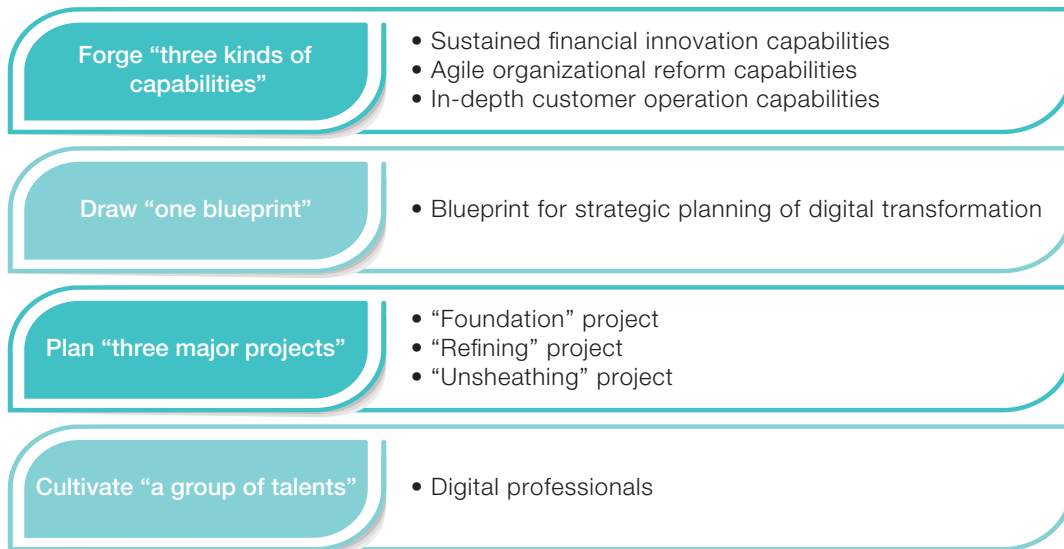 Forge “three kinds of
capabilities”
• Sustained financial innovation capabilities
• Agile organizational reform capabilities
• In-depth customer operation capabilities
Draw “one blueprint”
• Blueprint for strategic planning of digital transformation
Plan “three major projects”
• “Foundation” project
• “Refining” project
• “Unsheathing” project
Cultivate “a group of talents”
• Digital professionals